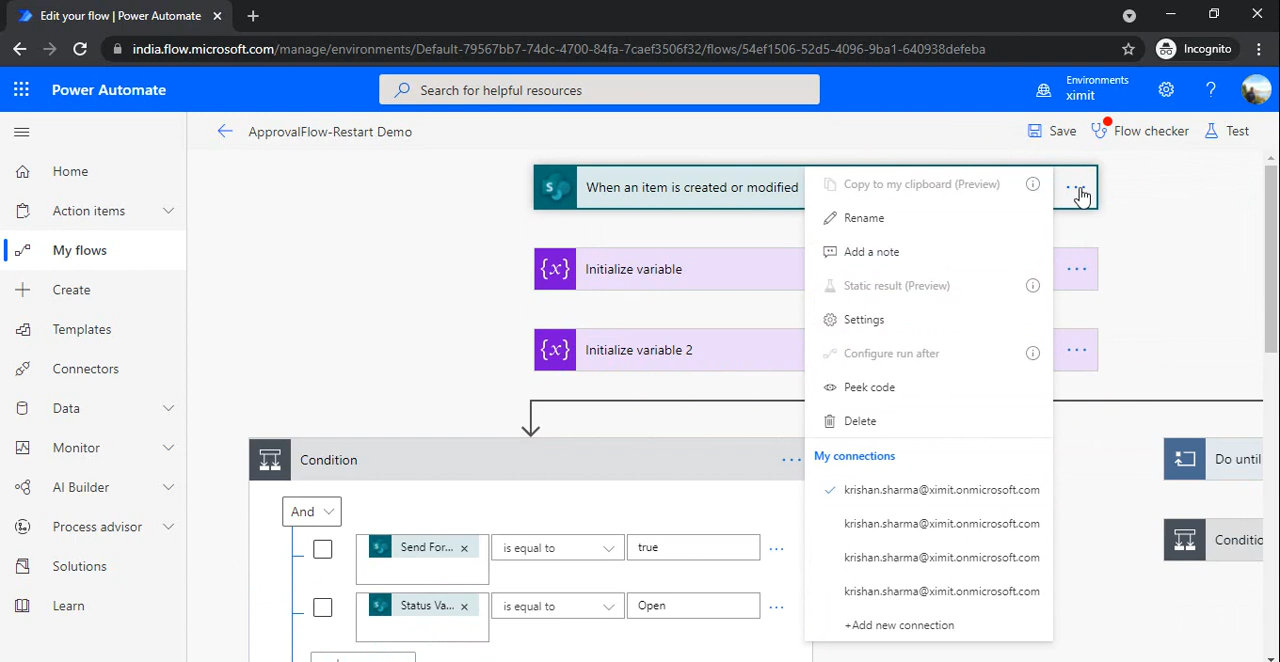 Edit your flow | Power Automate
india.flow.microsoft.com/manage/environments/Default-79567bb7-74dc-4700-84fa-7caef3506f32/flows/54ef1506-52d5-4096-9ba1-640938defeba
Incognito
Power Automate
Search for helpful resources
Environments
ximit
ApprovalFlow-Restart Demo
Save
Flow checker
Test
Home
Action items
My flows
Create
Templates
Connectors
Data
Monitor
AI Builder
Process advisor
Solutions
Learn
When an item is created or modified
Initialize variable
Initialize variable 2
Condition
And
Send For...
is equal to
true
Status Va...
is equal to
Open
Copy to my clipboard (Preview)
Rename
Add a note
Static result (Preview)
Settings
Configure run after
Peek code
Delete
My connections
krishan.sharma@ximit.onmicrosoft.com
krishan.sharma@ximit.onmicrosoft.com
krishan.sharma@ximit.onmicrosoft.com
krishan.sharma@ximit.onmicrosoft.com
+Add new connection
Do until
Conditio